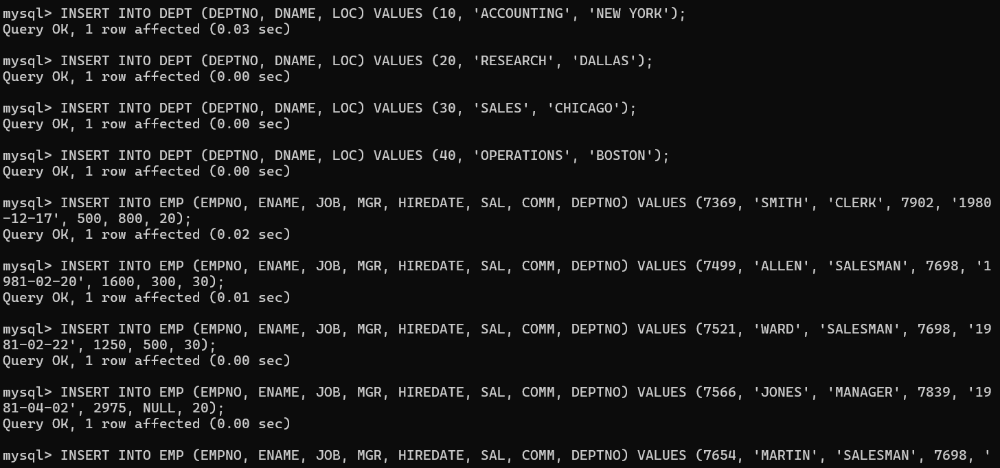 mysql> INSERT INTO DEPT (DEPTNO, DNAME, LOC) VALUES (10, 'ACCOUNTING', 'NEW YORK');
Query OK, 1 row affected (0.03 sec)
mysql> INSERT INTO DEPT (DEPTNO, DNAME, LOC) VALUES (20, 'RESEARCH', 'DALLAS');
Query OK, 1 row affected (0.00 sec)
mysql> INSERT INTO DEPT (DEPTNO, DNAME, LOC) VALUES (30, 'SALES', 'CHICAGO');
Query OK, 1 row affected (0.00 sec)
mysql> INSERT INTO DEPT (DEPTNO, DNAME, LOC) VALUES (40, 'OPERATIONS', 'BOSTON');
Query OK, 1 row affected (0.00 sec)
mysql> INSERT INTO EMP (EMPNO, ENAME, JOB, MGR, HIREDATE, SAL, COMM, DEPTNO) VALUES (7369, 'SMITH', 'CLERK', 7902, '1980
-12-17', 500, 800, 20);
Query OK, 1 row affected (0.02 sec)
mysql> INSERT INTO EMP (EMPNO, ENAME, JOB, MGR, HIREDATE, SAL, COMM, DEPTNO) VALUES (7499, 'ALLEN', 'SALESMAN', 7698, '1
981-02-20', 1600, 300, 30);
Query OK, 1 row affected (0.01 sec)
mysql> INSERT INTO EMP (EMPNO, ENAME, JOB, MGR, HIREDATE, SAL, COMM, DEPTNO) VALUES (7521, 'WARD', 'SALESMAN', 7698, '19
81-02-22', 1250, 500, 30);
Query OK, 1 row affected (0.00 sec)
mysql> INSERT INTO EMP (EMPNO, ENAME, JOB, MGR, HIREDATE, SAL, COMM, DEPTNO) VALUES (7566, 'JONES', 'MANAGER', 7839, '19
81-04-02', 2975, NULL, 20);
Query OK, 1 row affected (0.00 sec)
mysql> INSERT INTO EMP (EMPNO, ENAME, JOB, MGR, HIREDATE, SAL, COMM, DEPTNO) VALUES (7654, 'MARTIN', 'SALESMAN', 7698, '